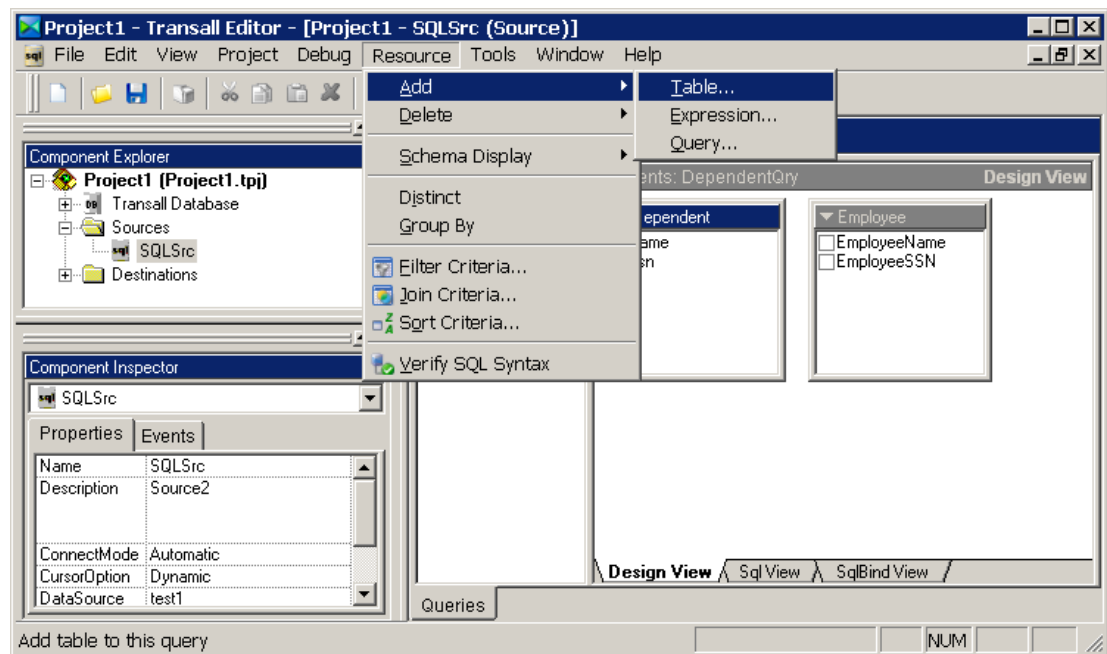 Project1 - Transall Editor - [Project1 - SQLSrc (Source)]
File Edit View Project Debug Resource Tools Window Help
Add
Delete
Schema Display
Distinct
Group By
Filter Criteria...
Join Criteria...
Sort Criteria...
Verify SQL Syntax
Table...
Expression...
Query...
Component Explorer
Project1 (Project1.tpj)
Transall Database
Sources
SQLSrc
Destinations
Component Inspector
SQLSrc
Properties Events
Name SQLSrc
Description Source2
ConnectMode Automatic
CursorOption Dynamic
DataSource test1
ents: DependentQry Design View
ependent
ame
sn
Employee
EmployeeName
EmployeeSSN
Design View Sql View SqlBind View
Queries
Add table to this query NUM